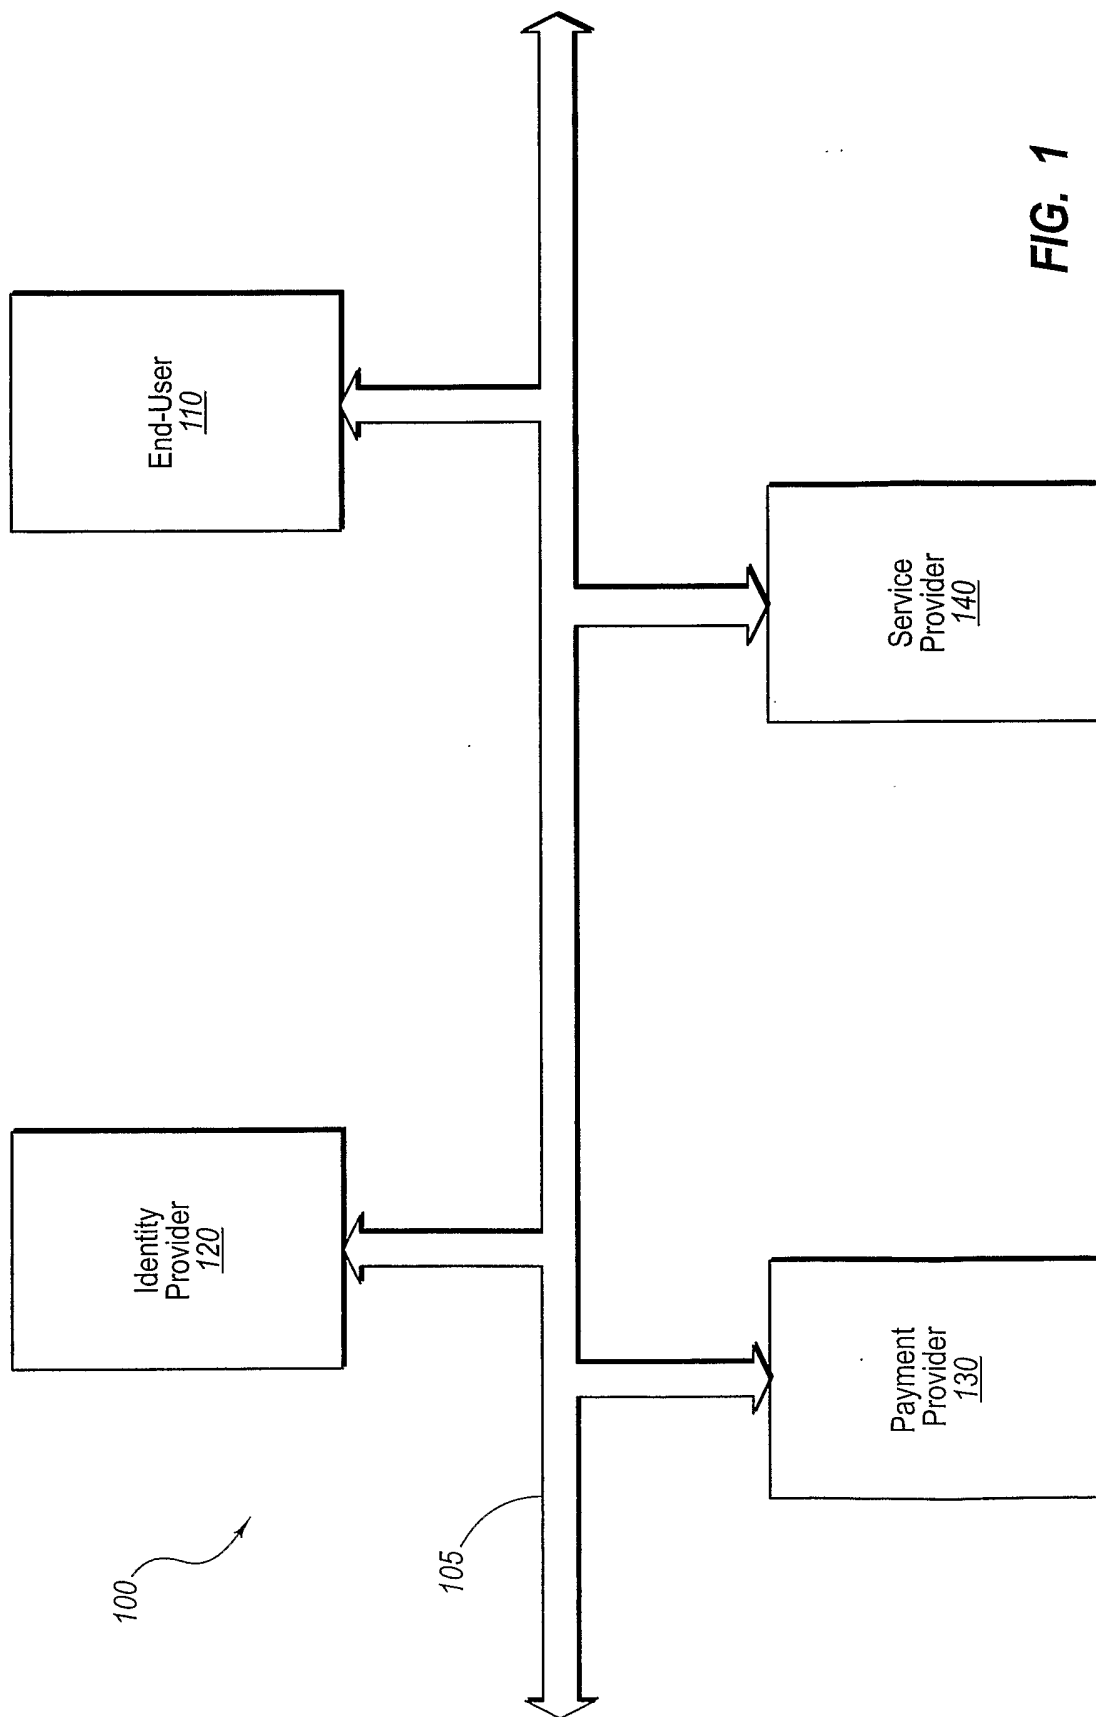 100
Identity
Provider
120
End-User
110
105
Payment
Provider
130
Service
Provider
140
FIG. 1